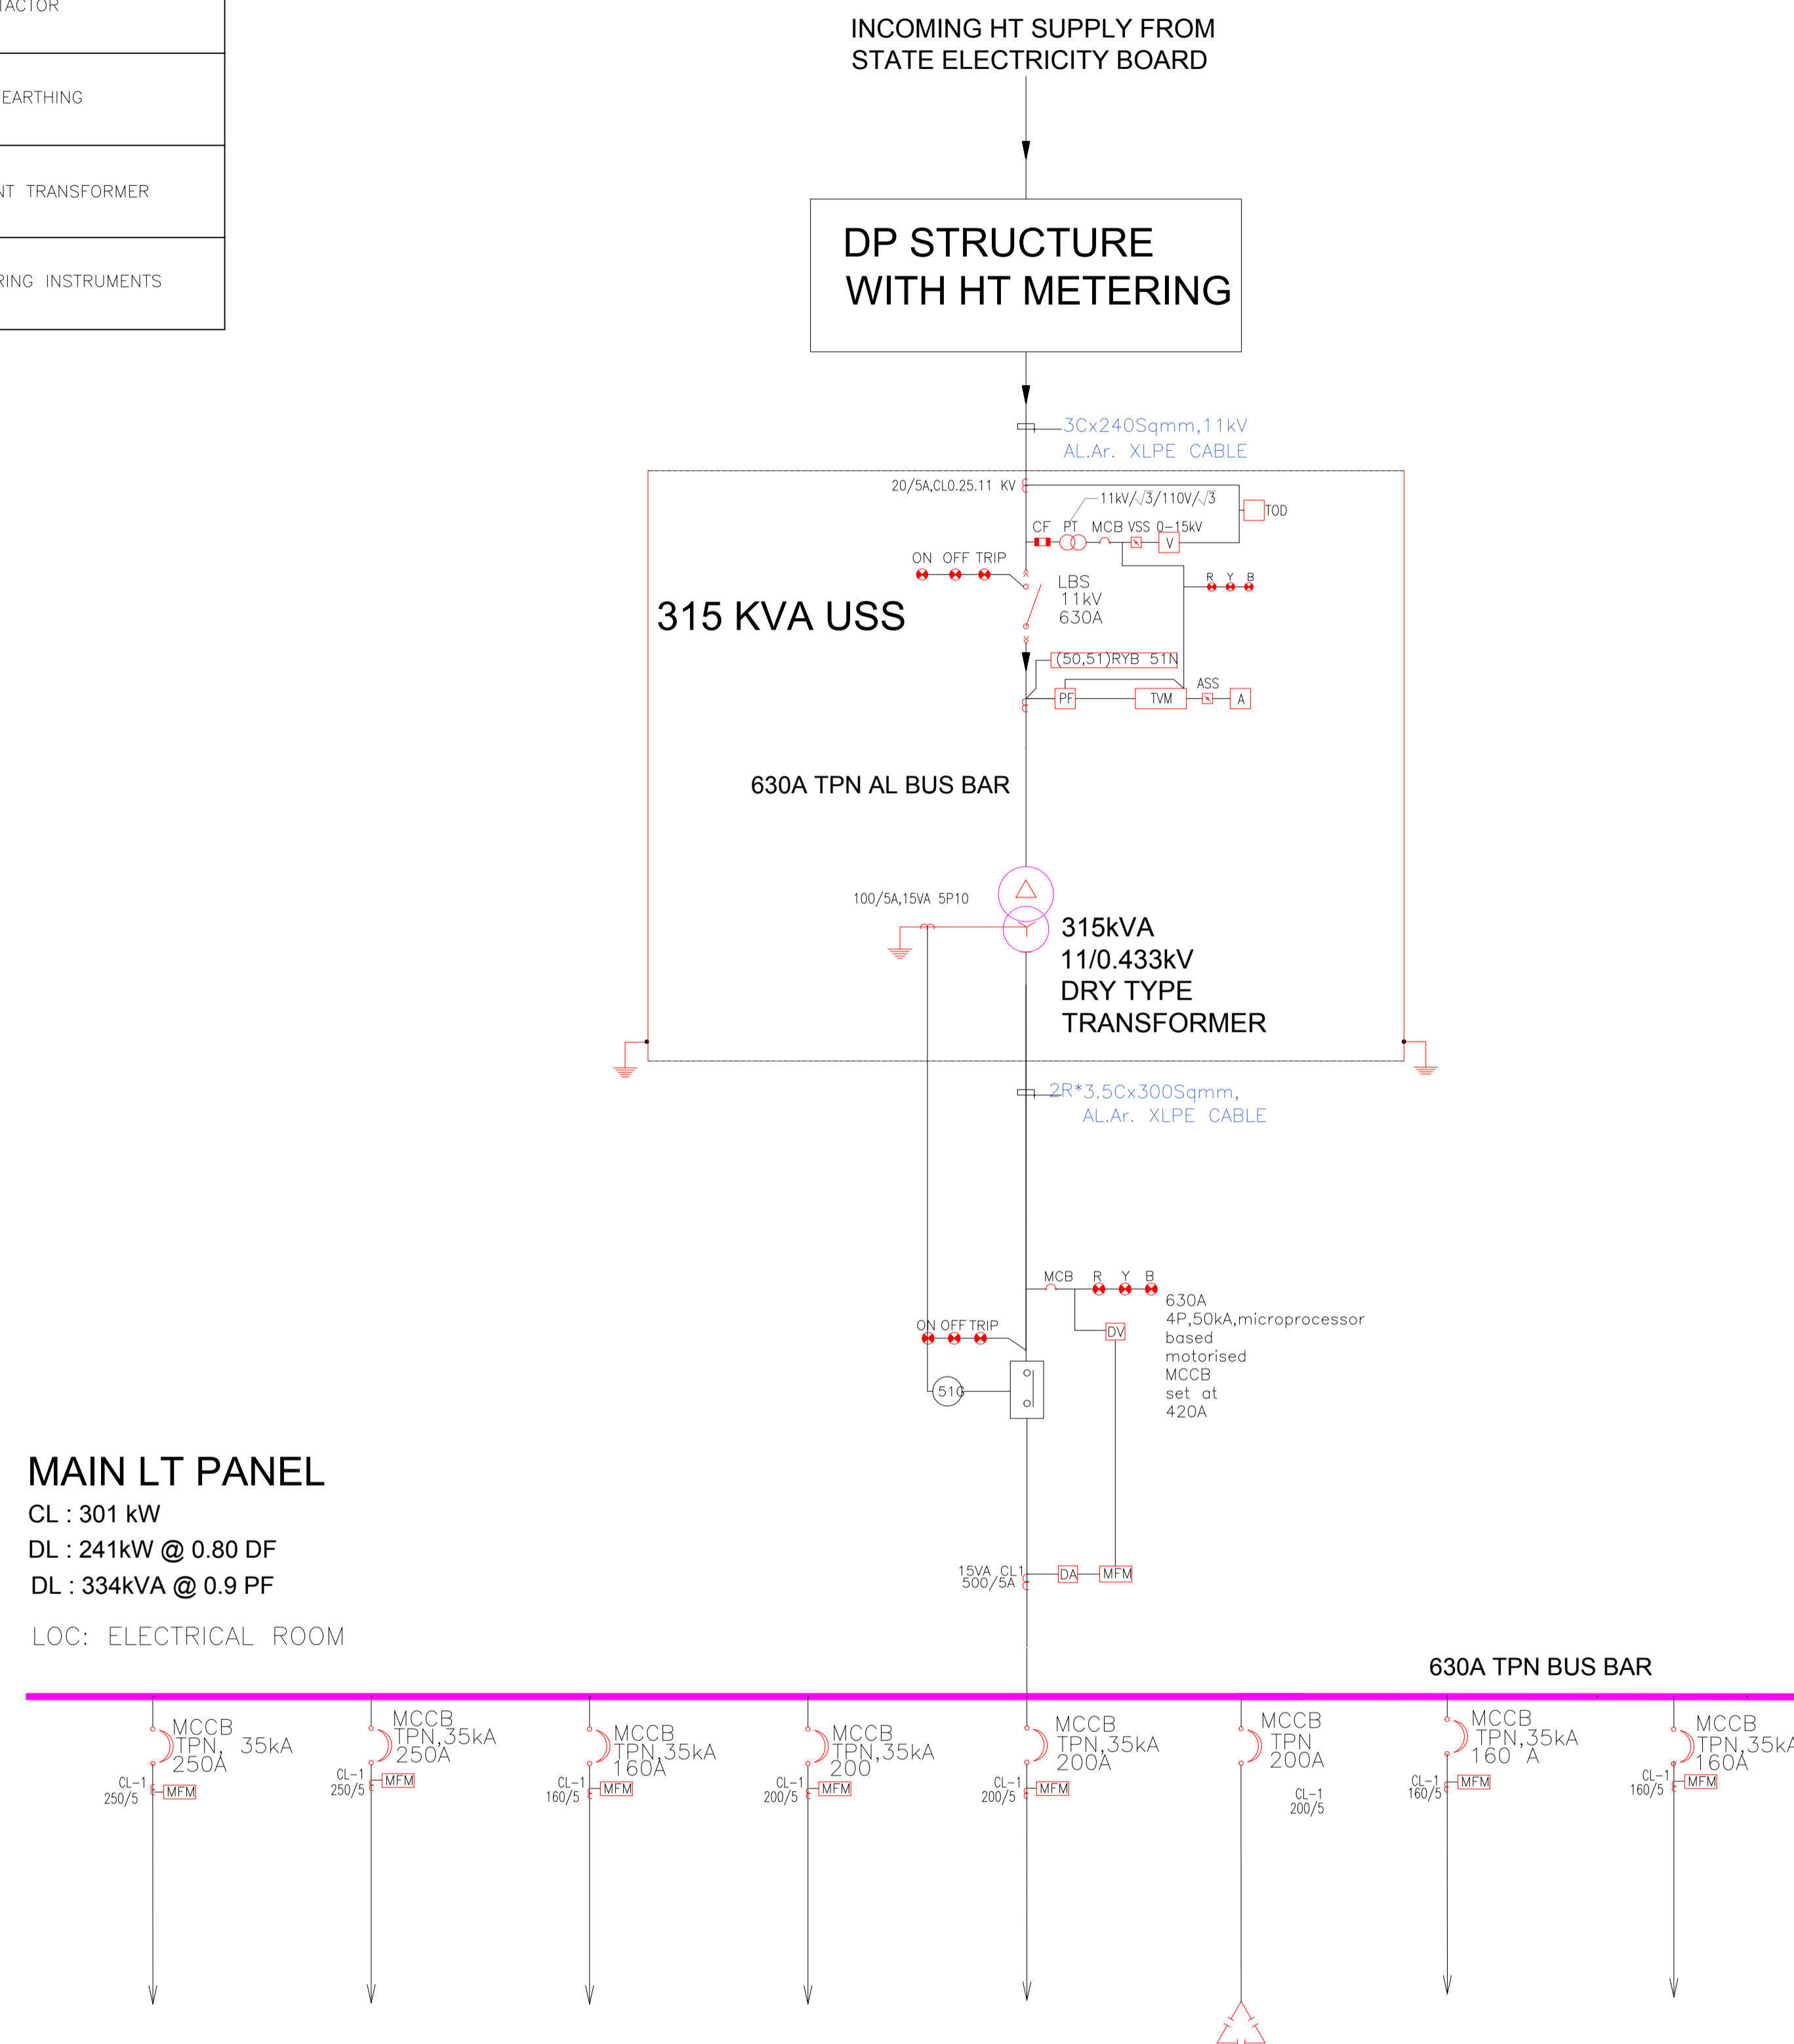 EARTHING
TRANSFORMER
INSTRUMENTS
INCOMING HT SUPPLY FROM
STATE ELECTRICITY BOARD
DP STRUCTURE
WITH HT METERING
3Cx240Sqmm,11kV
AL.Ar. XLPE CABLE
20/5A,CL0.25.11 KV
11kV/√3/110V/√3
TOD
CF PT MCB VSS 0-15kV
V
ON OFF TRIP
R Y B
LBS
11kV
630A
315 KVA USS
(50,51)RYB 51N
ASS
PF TVM A
630A TPN AL BUS BAR
100/5A,15VA 5P10
315kVA
11/0.433kV
DRY TYPE
TRANSFORMER
2R*3.5Cx300Sqmm,
AL.Ar. XLPE CABLE
MCB R Y B
630A
4P,50kA,microprocessor
based
motorised
MCCB
set at
420A
DV
ON OFF TRIP
51G
MAIN LT PANEL
CL : 301 kW
DL : 241kW @ 0.80 DF
DL : 334kVA @ 0.9 PF
LOC: ELECTRICAL ROOM
15VA CL1
500/5A
DA MFM
630A TPN BUS BAR
MCCB
TPN, 35kA
250A
CL-1
250/5
MFM
MCCB
TPN,35kA
250A
CL-1
250/5
MFM
MCCB
TPN,35kA
160A
CL-1
160/5
MFM
MCCB
TPN,35kA
200
CL-1
200/5
MFM
MCCB
TPN,35kA
200A
CL-1
200/5
MFM
MCCB
TPN
200A
CL-1
200/5
MCCB
TPN,35kA
160 A
CL-1
160/5
MFM
MCCB
TPN,35kA
160A
CL-1
160/5
MFM